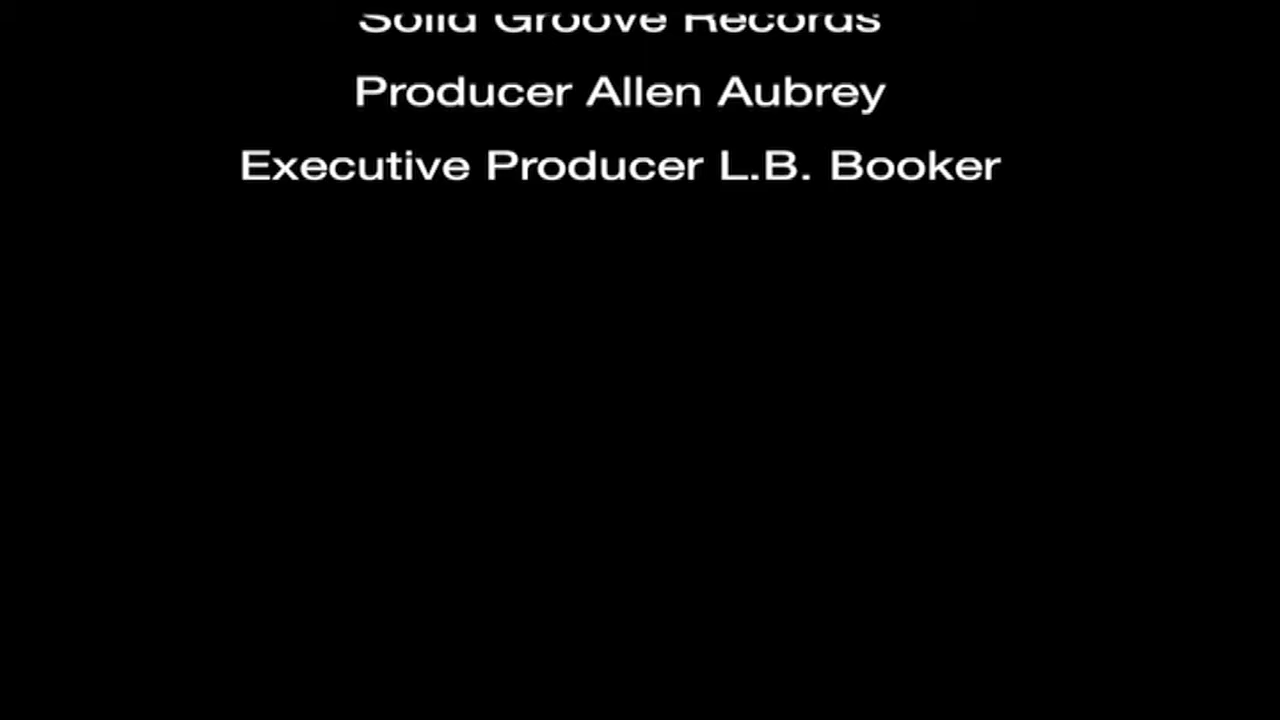 Solid Groove Records
Producer Allen Aubrey
Executive Producer L.B. Booker